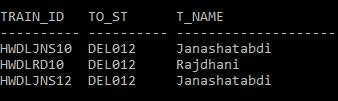 TRAIN_ID TO_ST T_NAME
---------- ---------- --------------------
HWDLJNS10 DEL012 Janashatabdi
HWDLRD10 DEL012 Rajdhani
HWDLJNS12 DEL012 Janashatabdi